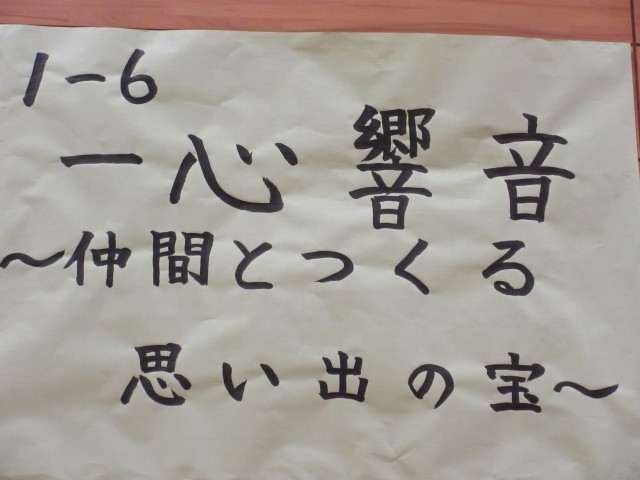 1-6
一心響音
～仲間とつくる
思い出の宝～